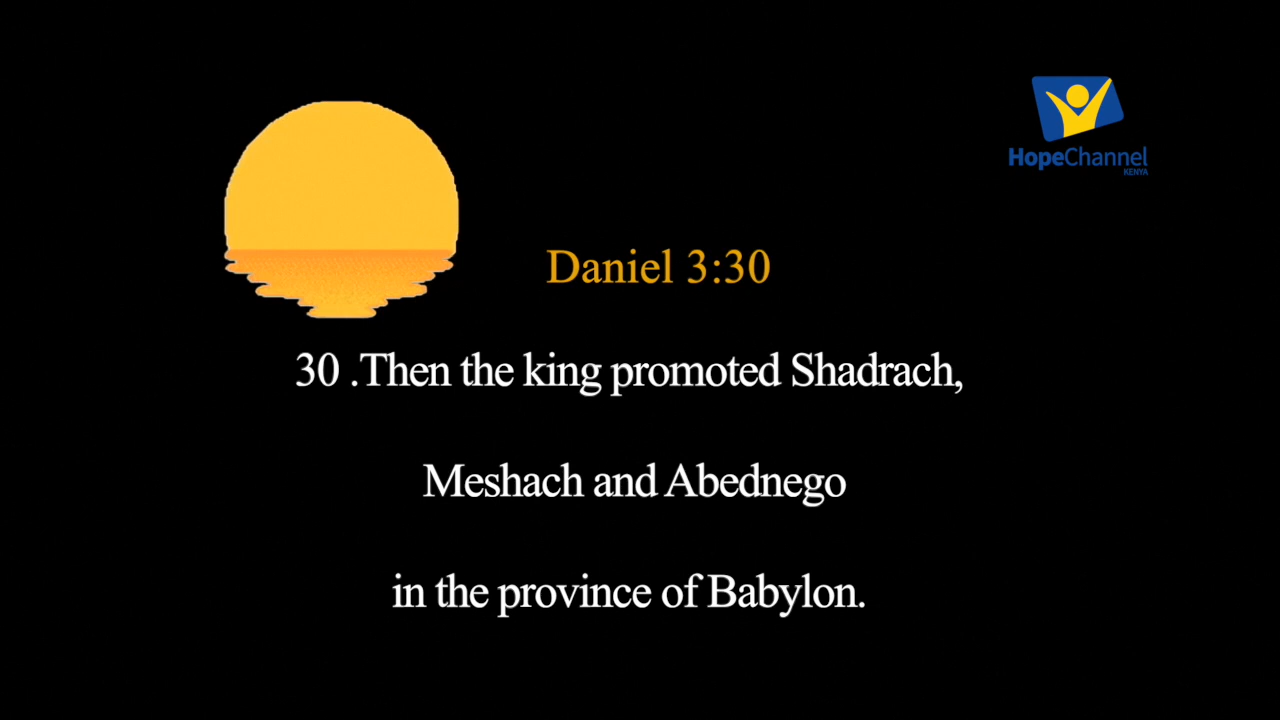 HopeChannel
KENYA
Daniel 3:30
30 .Then the king promoted Shadrach,
Meshach and Abednego
in the province of Babylon.